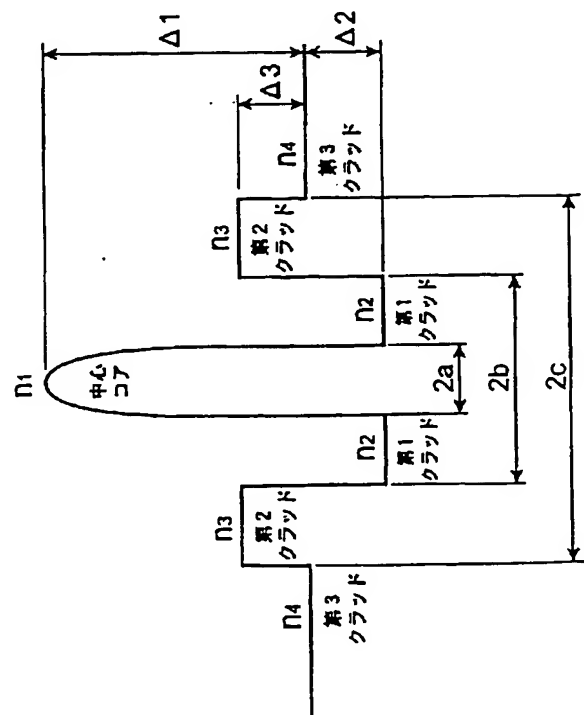 n1
中心
コア
n3
第2
クラッド
n2
第1
クラッド
n4
第3
クラッド
n2
第1
クラッド
n3
第2
クラッド
n4
第3
クラッド
2a
2b
2c
Δ1
Δ2
Δ3